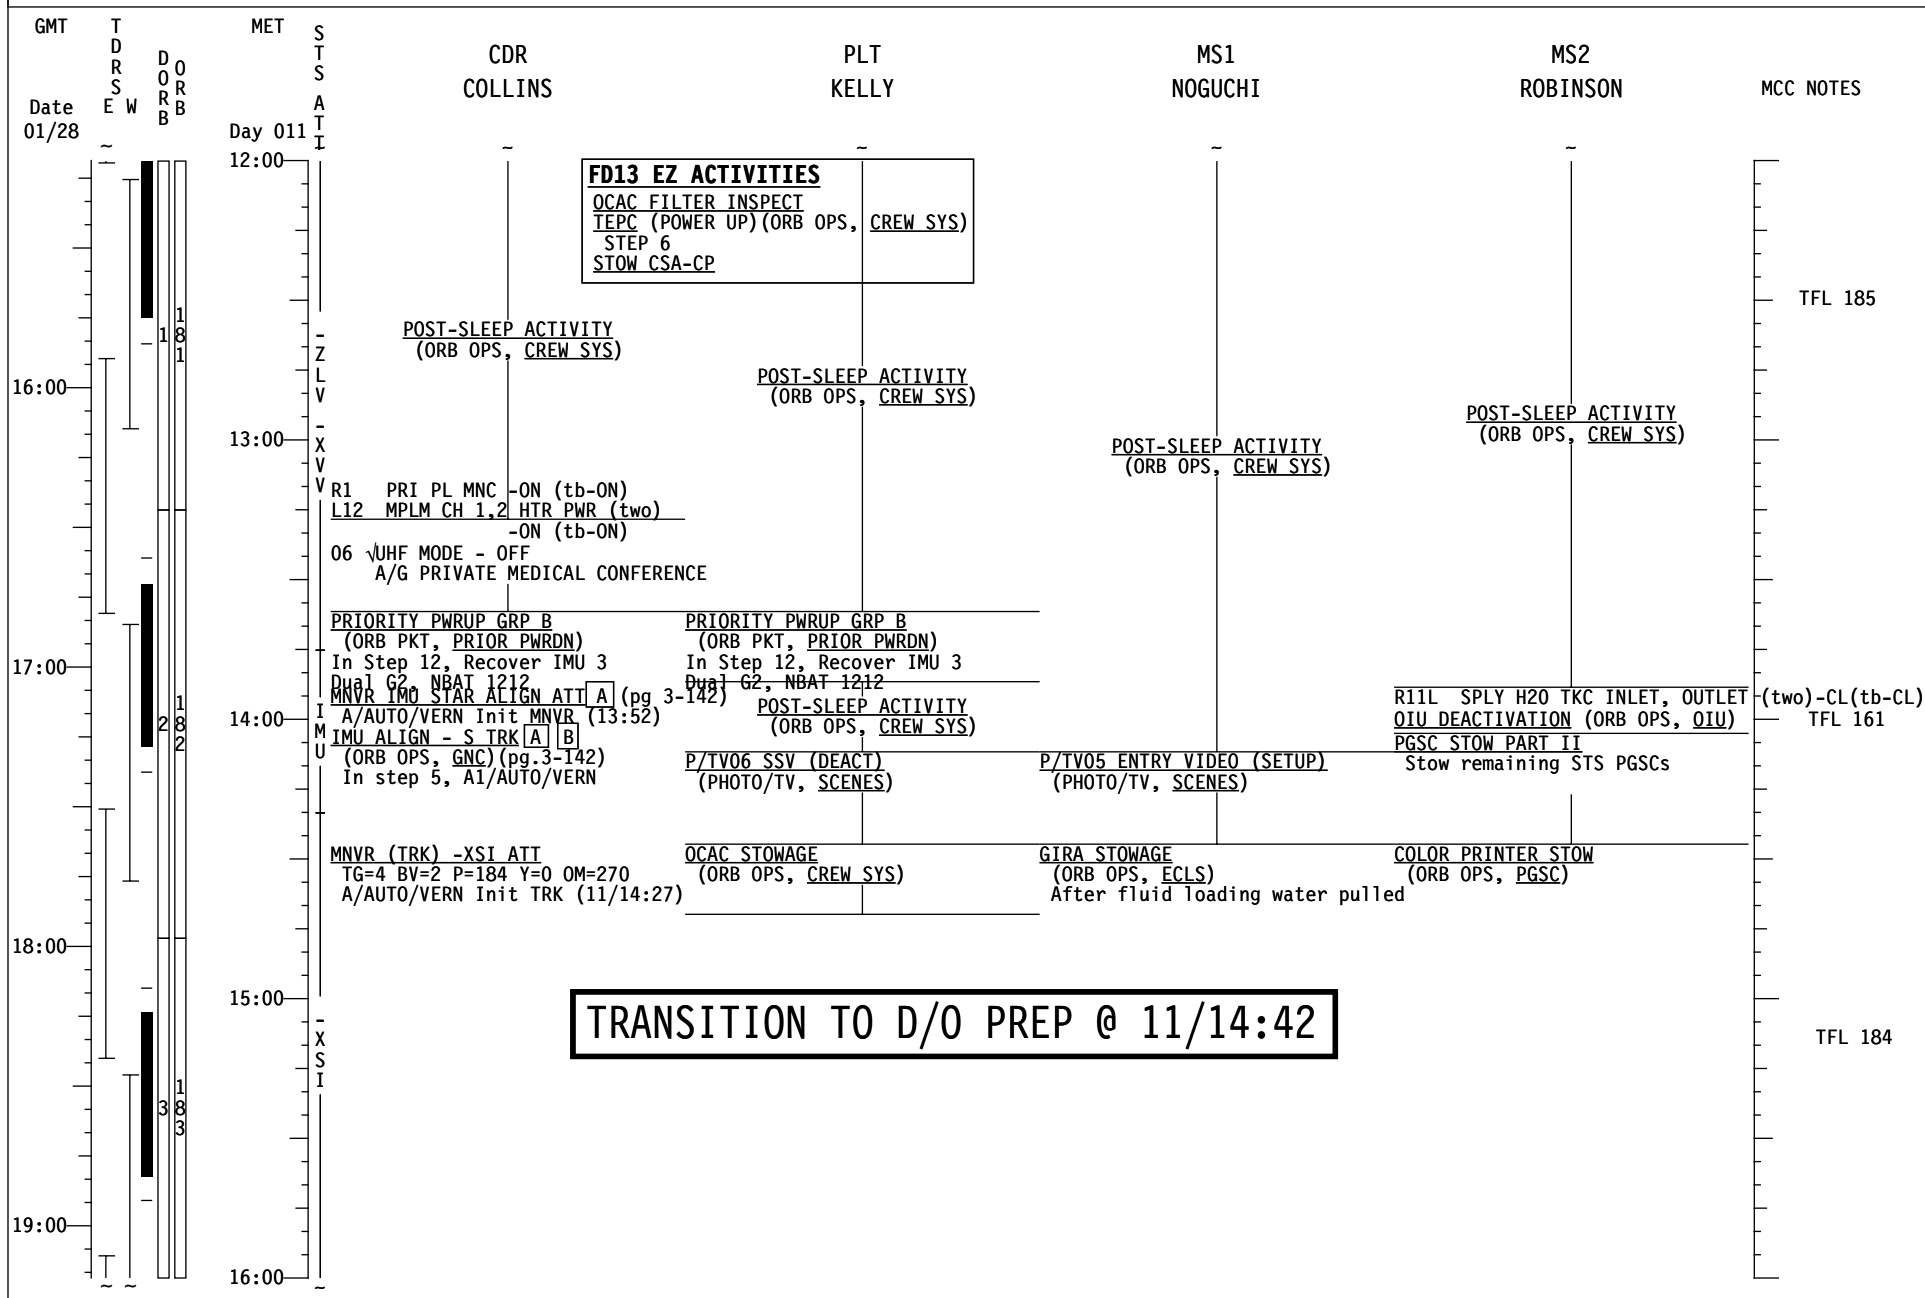 GMT
TDRS
E W
DORB
ORB
MET
STS ATT
CDR
COLLINS
PLT
KELLY
MS1
NOGUCHI
MS2
ROBINSON
MCC NOTES
Date
01/28
Day 011
~ ~ ~ ~ ~
12:00
FD13 EZ ACTIVITIES
OCAC FILTER INSPECT
TEPC (POWER UP)(ORB OPS, CREW SYS)
STEP 6
STOW CSA-CP
TFL 185
1
181
-ZLV
-XVV
POST-SLEEP ACTIVITY
(ORB OPS, CREW SYS)
POST-SLEEP ACTIVITY
(ORB OPS, CREW SYS)
16:00
POST-SLEEP ACTIVITY
(ORB OPS, CREW SYS)
13:00
POST-SLEEP ACTIVITY
(ORB OPS, CREW SYS)
R1 PRI PL MNC -ON (tb-ON)
L12 MPLM CH 1,2 HTR PWR (two)
-ON (tb-ON)
O6 √UHF MODE - OFF
A/G PRIVATE MEDICAL CONFERENCE
PRIORITY PWRUP GRP B
(ORB PKT, PRIOR PWRDN)
In Step 12, Recover IMU 3
Dual G2, NBAT 1212
MNVR IMU STAR ALIGN ATT A (pg 3-142)
A/AUTO/VERN Init MNVR (13:52)
IMU ALIGN - S TRK A B
(ORB OPS, GNC)(pg.3-142)
In step 5, A1/AUTO/VERN
PRIORITY PWRUP GRP B
(ORB PKT, PRIOR PWRDN)
In Step 12, Recover IMU 3
Dual G2, NBAT 1212
POST-SLEEP ACTIVITY
(ORB OPS, CREW SYS)
P/TV06 SSV (DEACT)
(PHOTO/TV, SCENES)
P/TV05 ENTRY VIDEO (SETUP)
(PHOTO/TV, SCENES)
R11L SPLY H2O TKC INLET, OUTLET (two)-CL(tb-CL)
OIU DEACTIVATION (ORB OPS, OIU)
PGSC STOW PART II
Stow remaining STS PGSCs
TFL 161
17:00
14:00
2
182
IMU
MNVR (TRK) -XSI ATT
TG=4 BV=2 P=184 Y=0 OM=270
A/AUTO/VERN Init TRK (11/14:27)
OCAC STOWAGE
(ORB OPS, CREW SYS)
GIRA STOWAGE
(ORB OPS, ECLS)
After fluid loading water pulled
COLOR PRINTER STOW
(ORB OPS, PGSC)
18:00
15:00
TRANSITION TO D/O PREP @ 11/14:42
-XSI
TFL 184
3
183
19:00
16:00
~ ~ ~